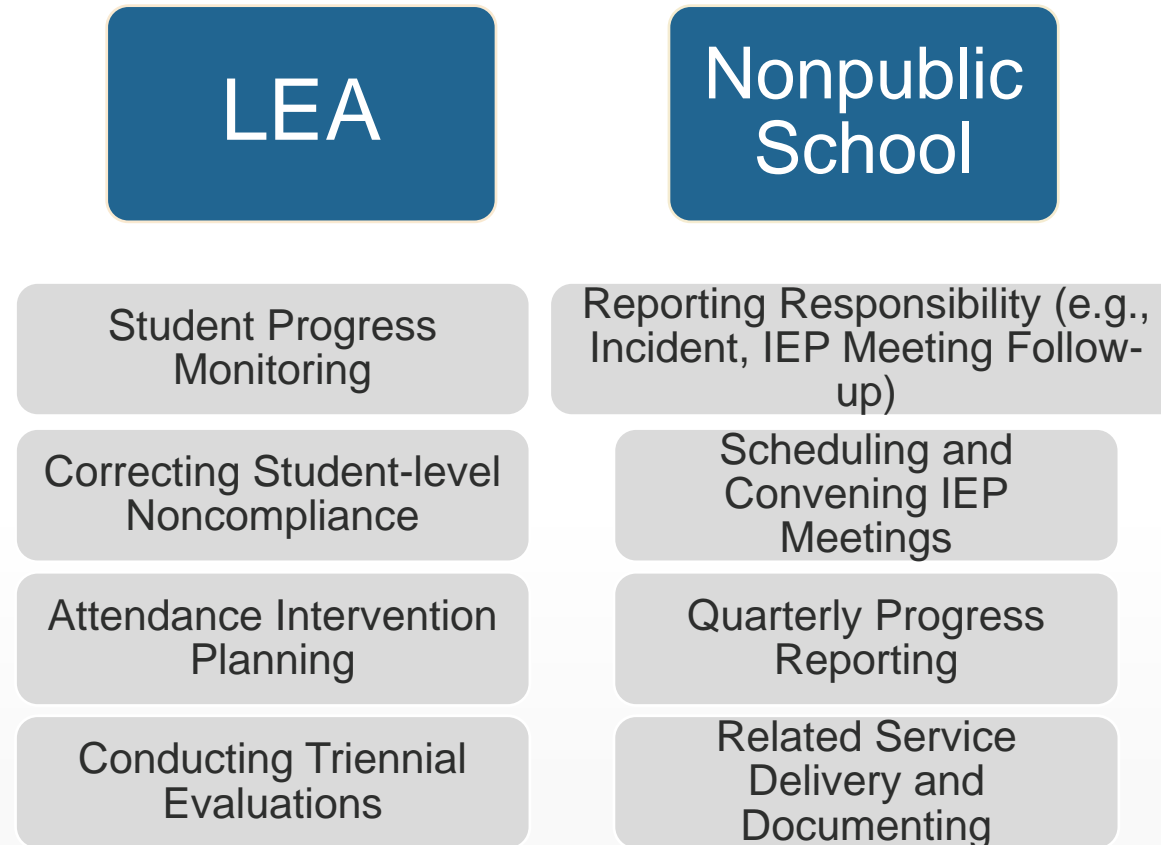 LEA
Nonpublic
School
Student Progress
Monitoring
Reporting Responsibility (e.g.,
Incident, IEP Meeting Follow-
up)
Correcting Student-level
Noncompliance
Scheduling and
Convening IEP
Meetings
Attendance Intervention
Planning
Quarterly Progress
Reporting
Conducting Triennial
Evaluations
Related Service
Delivery and
Documenting